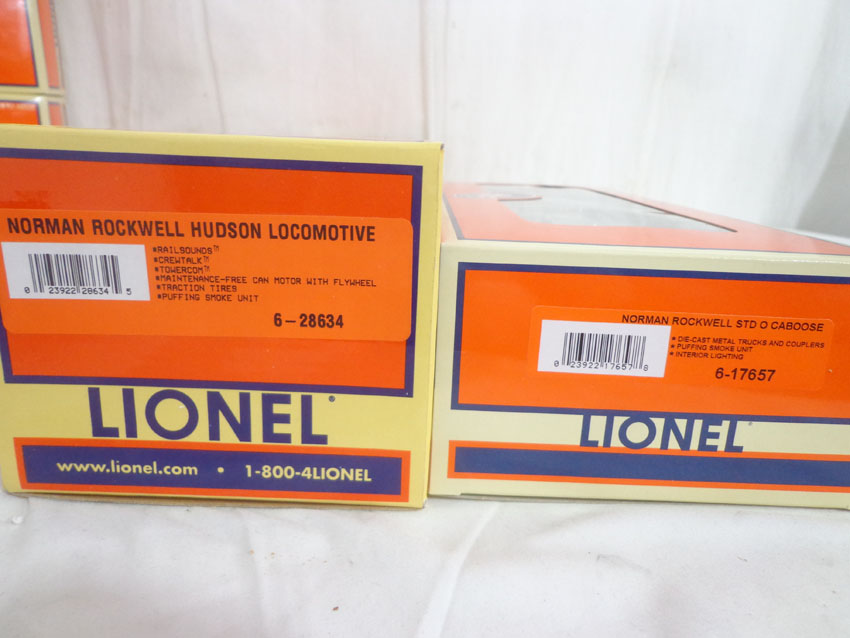 NORMAN ROCKWELL HUDSON LOCOMOTIVE
*RAILSOUNDS™
*CREWTALK™
*TOWERCOM™
*MAINTENANCE-FREE CAN MOTOR WITH FLYWHEEL
*TRACTION TIRES
*PUFFING SMOKE UNIT
0 23922 28634 5
6-28634
LIONEL®
www.lionel.com • 1-800-4LIONEL
NORMAN ROCKWELL STD O CABOOSE
* DIE-CAST METAL TRUCKS AND COUPLERS
* PUFFING SMOKE UNIT
* INTERIOR LIGHTING
0 23922 17657 8
6-17657
LIONEL®